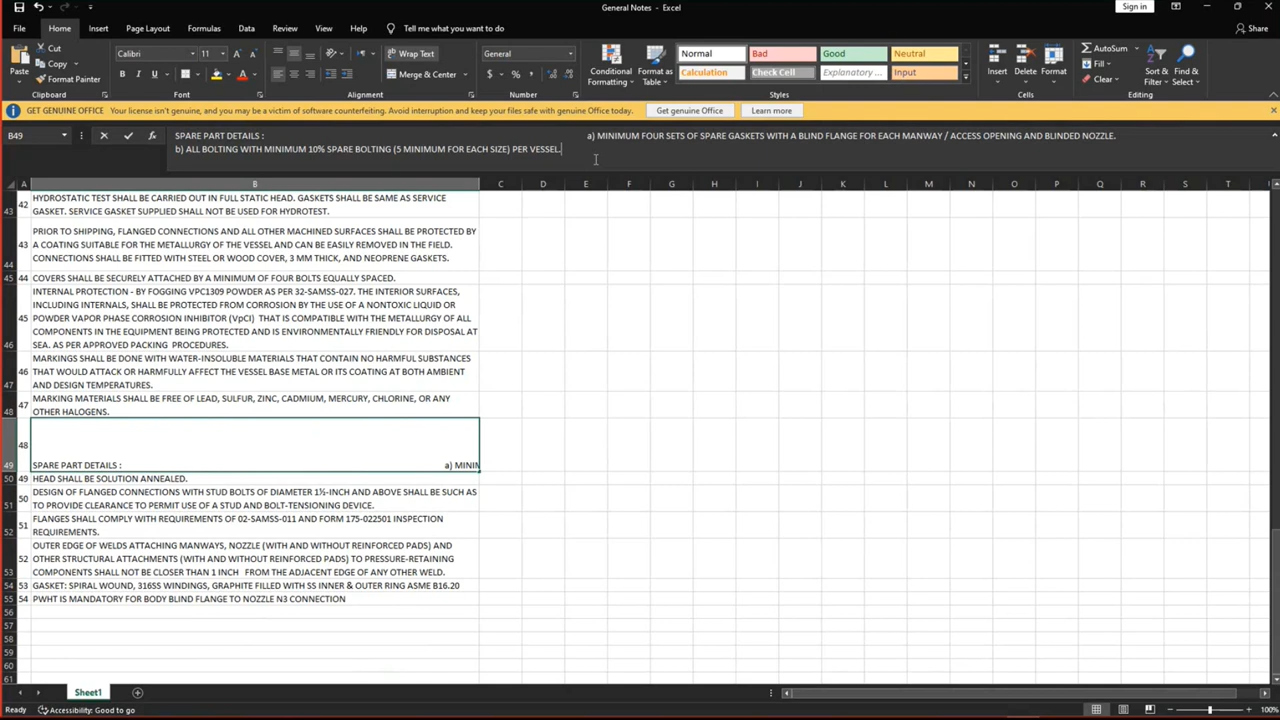 General Notes - Excel
Sign in
File Home Insert Page Layout Formulas Data Review View Help Tell me what you want to do Share
Paste
Cut
Copy
Format Painter
Clipboard
Calibri 11
B I U
Font
Wrap Text
Merge & Center
Alignment
General
$ % ,
Number
Conditional Formatting
Format as Table
Normal Bad Good Neutral
Calculation Check Cell Explanatory ... Input
Styles
Insert Delete Format
Cells
AutoSum
Fill
Clear
Sort & Filter
Find & Select
Editing
GET GENUINE OFFICE Your license isn't genuine, and you may be a victim of software counterfeiting. Avoid interruption and keep your files safe with genuine Office today. Get genuine Office Learn more
B49 fx SPARE PART DETAILS : a) MINIMUM FOUR SETS OF SPARE GASKETS WITH A BLIND FLANGE FOR EACH MANWAY / ACCESS OPENING AND BLINDED NOZZLE.
b) ALL BOLTING WITH MINIMUM 10% SPARE BOLTING (5 MINIMUM FOR EACH SIZE) PER VESSEL.
A B C D E F G H I J K L M N O P Q R S T
42 HYDROSTATIC TEST SHALL BE CARRIED OUT IN FULL STATIC HEAD. GASKETS SHALL BE SAME AS SERVICE
43 GASKET. SERVICE GASKET SUPPLIED SHALL NOT BE USED FOR HYDROTEST.
PRIOR TO SHIPPING, FLANGED CONNECTIONS AND ALL OTHER MACHINED SURFACES SHALL BE PROTECTED BY
43 A COATING SUITABLE FOR THE METALLURGY OF THE VESSEL AND CAN BE EASILY REMOVED IN THE FIELD.
44 CONNECTIONS SHALL BE FITTED WITH STEEL OR WOOD COVER, 3 MM THICK, AND NEOPRENE GASKETS.
45 44 COVERS SHALL BE SECURELY ATTACHED BY A MINIMUM OF FOUR BOLTS EQUALLY SPACED.
INTERNAL PROTECTION - BY FOGGING VPC1309 POWDER AS PER 32-SAMSS-027. THE INTERIOR SURFACES,
INCLUDING INTERNALS, SHALL BE PROTECTED FROM CORROSION BY THE USE OF A NONTOXIC LIQUID OR
45 POWDER VAPOR PHASE CORROSION INHIBITOR (VpCI) THAT IS COMPATIBLE WITH THE METALLURGY OF ALL
COMPONENTS IN THE EQUIPMENT BEING PROTECTED AND IS ENVIRONMENTALLY FRIENDLY FOR DISPOSAL AT
46 SEA. AS PER APPROVED PACKING PROCEDURES.
MARKINGS SHALL BE DONE WITH WATER-INSOLUBLE MATERIALS THAT CONTAIN NO HARMFUL SUBSTANCES
46 THAT WOULD ATTACK OR HARMFULLY AFFECT THE VESSEL BASE METAL OR ITS COATING AT BOTH AMBIENT
47 AND DESIGN TEMPERATURES.
47 MARKING MATERIALS SHALL BE FREE OF LEAD, SULFUR, ZINC, CADMIUM, MERCURY, CHLORINE, OR ANY
48 OTHER HALOGENS.
48
49 SPARE PART DETAILS : a) MININ
50 49 HEAD SHALL BE SOLUTION ANNEALED.
50 DESIGN OF FLANGED CONNECTIONS WITH STUD BOLTS OF DIAMETER 1½-INCH AND ABOVE SHALL BE SUCH AS
51 TO PROVIDE CLEARANCE TO PERMIT USE OF A STUD AND BOLT-TENSIONING DEVICE.
51 FLANGES SHALL COMPLY WITH REQUIREMENTS OF 02-SAMSS-011 AND FORM 175-022501 INSPECTION
52 REQUIREMENTS.
OUTER EDGE OF WELDS ATTACHING MANWAYS, NOZZLE (WITH AND WITHOUT REINFORCED PADS) AND
52 OTHER STRUCTURAL ATTACHMENTS (WITH AND WITHOUT REINFORCED PADS) TO PRESSURE-RETAINING
53 COMPONENTS SHALL NOT BE CLOSER THAN 1 INCH FROM THE ADJACENT EDGE OF ANY OTHER WELD.
54 53 GASKET: SPIRAL WOUND, 316SS WINDINGS, GRAPHITE FILLED WITH SS INNER & OUTER RING ASME B16.20
55 54 PWHT IS MANDATORY FOR BODY BLIND FLANGE TO NOZZLE N3 CONNECTION
56
57
58
59
60
61
Sheet1
Ready Accessibility: Good to go 100%